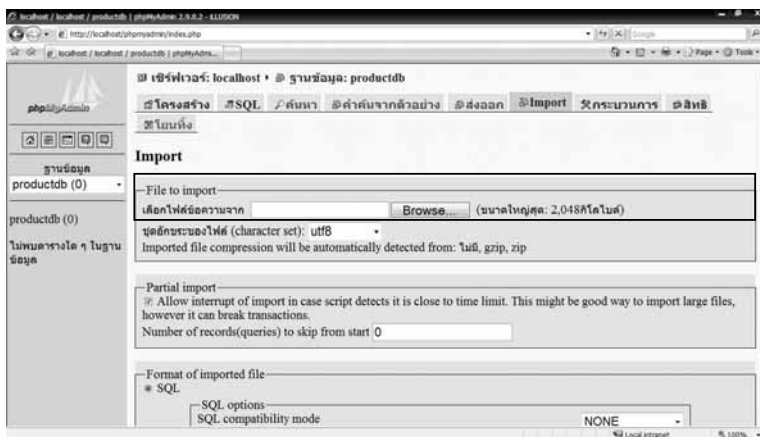 localhost / localhost / productdb | phpMyAdmin 2.9.0.2 - ILLUSION
http://localhost/phpmyadmin/index.php
localhost / localhost / productdb | phpMyAdmi...
Page
Tools
phpMyAdmin
ฐานข้อมูล
productdb (0)
productdb (0)
ไม่พบตารางใด ๆ ในฐาน
ข้อมูล
เซิร์ฟเวอร์: localhost ▸ ฐานข้อมูล: productdb
โครงสร้าง SQL ค้นหา คำค้นจากตัวอย่าง ส่งออก Import กระบวนการ สิทธิ
โยนทิ้ง
Import
File to import
เลือกไฟล์ข้อความจาก Browse... (ขนาดใหญ่สุด: 2,048กิโลไบต์)
ชุดอักขระของไฟล์ (character set): utf8
Imported file compression will be automatically detected from: ไม่มี, gzip, zip
Partial import
Allow interrupt of import in case script detects it is close to time limit. This might be good way to import large files,
however it can break transactions.
Number of records(queries) to skip from start 0
Format of imported file
SQL
SQL options
SQL compatibility mode NONE
Local intranet
100%